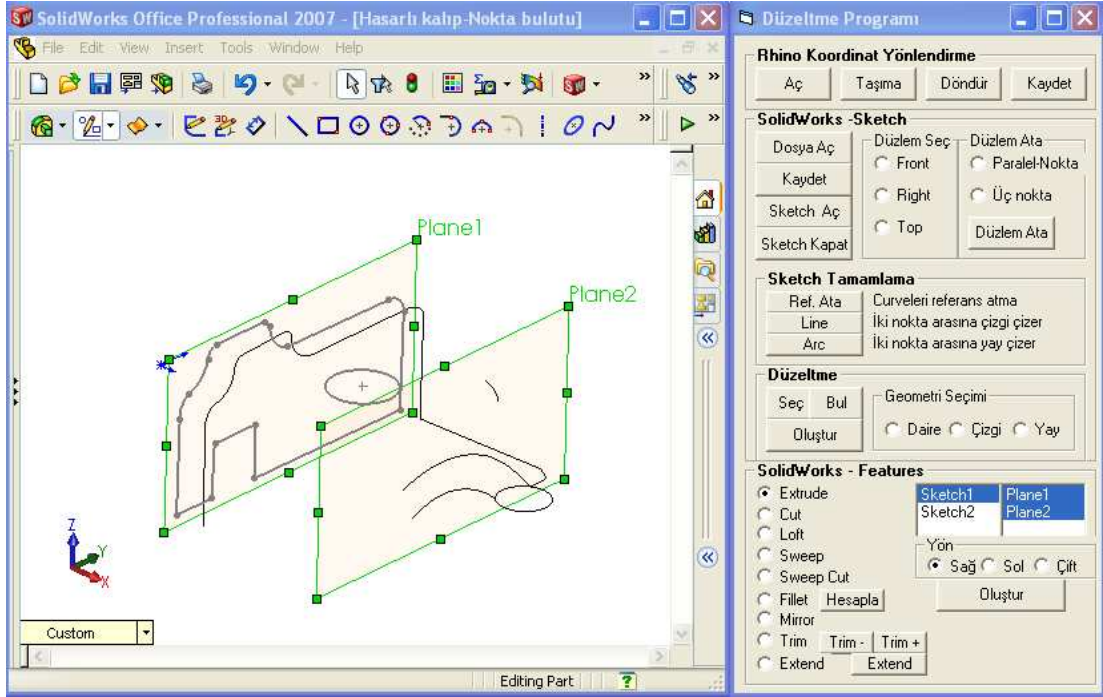 SolidWorks Office Professional 2007 - [Hasarlı kalıp-Nokta bulutu]
File Edit View Insert Tools Window Help
Plane1
Plane2
Z
Y
X
Custom
Editing Part
Düzeltme Programı
Rhino Koordinat Yönlendirme
Aç Taşıma Döndür Kaydet
SolidWorks -Sketch
Dosya Aç
Kaydet
Sketch Aç
Sketch Kapat
Düzlem Seç
Front
Right
Top
Düzlem Ata
Paralel-Nokta
Üç nokta
Düzlem Ata
Sketch Tamamlama
Ref. Ata Curveleri referans atma
Line İki nokta arasına çizgi çizer
Arc İki nokta arasına yay çizer
Düzeltme
Seç Bul
Oluştur
Geometri Seçimi
Daire Çizgi Yay
SolidWorks - Features
Extrude
Cut
Loft
Sweep
Sweep Cut
Fillet Hesapla
Mirror
Trim Trim - Trim +
Extend Extend
Sketch1
Sketch2
Plane1
Plane2
Yön
Sağ Sol Çift
Oluştur